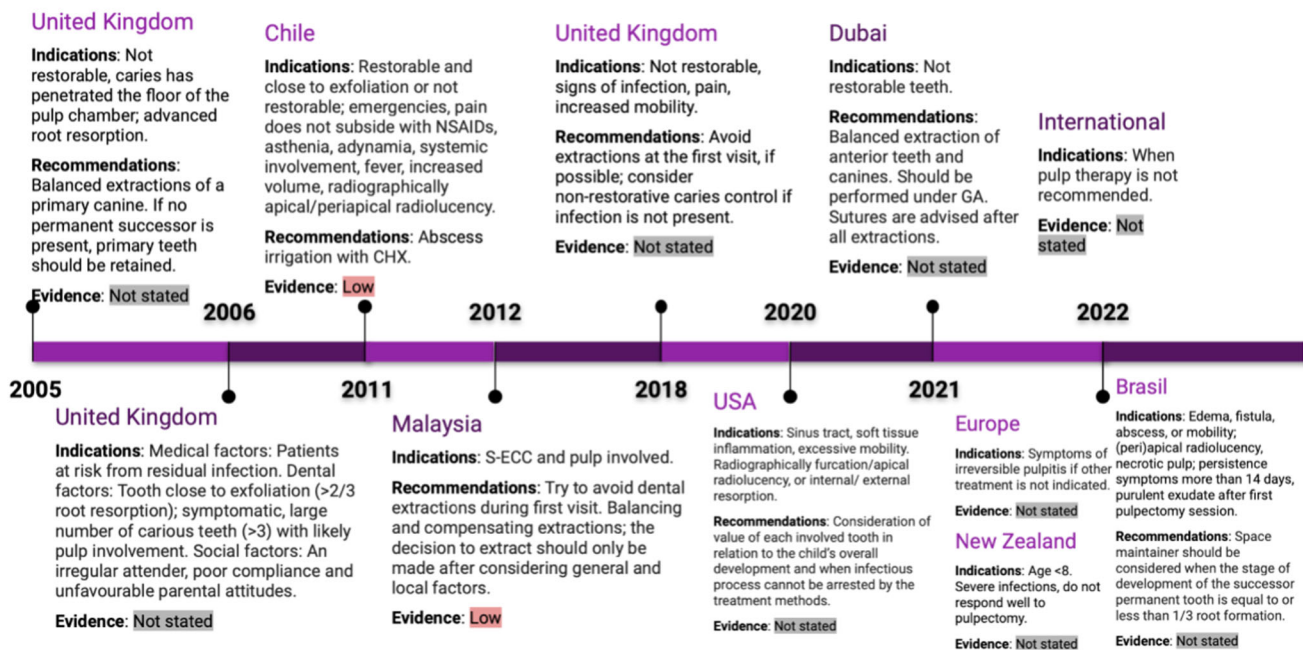 United Kingdom
Indications: Not
restorable, caries has
penetrated the floor of the
pulp chamber; advanced
root resorption.
Recommendations:
Balanced extractions of a
primary canine. If no
permanent successor is
present, primary teeth
should be retained.
Evidence: Not stated
Chile
Indications: Restorable and
close to exfoliation or not
restorable; emergencies, pain
does not subside with NSAIDs,
asthenia, adynamia, systemic
involvement, fever, increased
volume, radiographically
apical/periapical radiolucency.
Recommendations: Abscess
irrigation with CHX.
Evidence: Low
United Kingdom
Indications: Not restorable,
signs of infection, pain,
increased mobility.
Recommendations: Avoid
extractions at the first visit, if
possible; consider
non-restorative caries control if
infection is not present.
Evidence: Not stated
Dubai
Indications: Not
restorable teeth.
Recommendations:
Balanced extraction of
anterior teeth and
canines. Should be
performed under GA.
Sutures are advised after
all extractions.
Evidence: Not stated
International
Indications: When
pulp therapy is not
recommended.
Evidence: Not
stated
2006
2012
2020
2022
2005
2011
2018
2021
United Kingdom
Indications: Medical factors: Patients
at risk from residual infection. Dental
factors: Tooth close to exfoliation (>2/3
root resorption); symptomatic, large
number of carious teeth (>3) with likely
pulp involvement. Social factors: An
irregular attender, poor compliance and
unfavourable parental attitudes.
Evidence: Not stated
Malaysia
Indications: S-ECC and pulp involved.
Recommendations: Try to avoid dental
extractions during first visit. Balancing
and compensating extractions; the
decision to extract should only be
made after considering general and
local factors.
Evidence: Low
USA
Indications: Sinus tract, soft tissue
inflammation, excessive mobility.
Radiographically furcation/apical
radiolucency, or internal/ external
resorption.
Recommendations: Consideration of
value of each involved tooth in
relation to the child's overall
development and when infectious
process cannot be arrested by the
treatment methods.
Evidence: Not stated
Europe
Indications: Symptoms of
irreversible pulpitis if other
treatment is not indicated.
Evidence: Not stated
New Zealand
Indications: Age <8.
Severe infections, do not
respond well to
pulpectomy.
Evidence: Not stated
Brasil
Indications: Edema, fistula,
abscess, or mobility;
(peri)apical radiolucency,
necrotic pulp; persistence
symptoms more than 14 days,
purulent exudate after first
pulpectomy session.
Recommendations: Space
maintainer should be
considered when the stage of
development of the successor
permanent tooth is equal to or
less than 1/3 root formation.
Evidence: Not stated